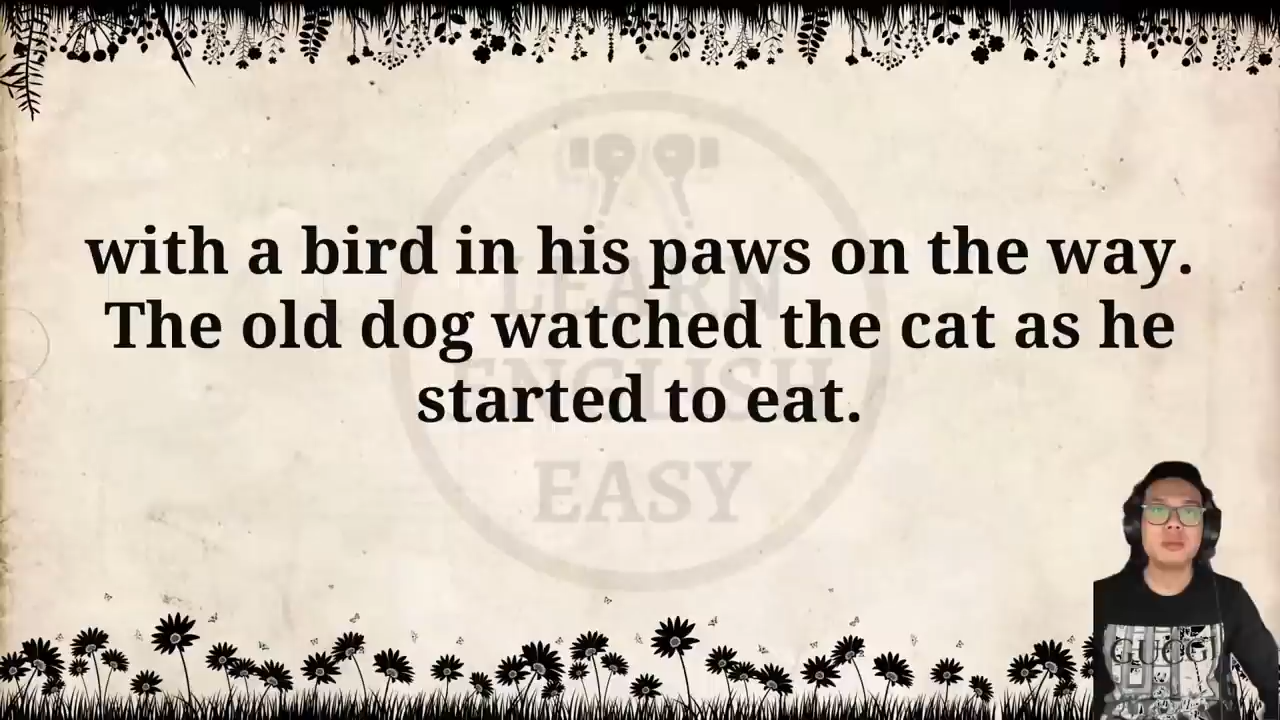 with a bird in his paws on the way.
The old dog watched the cat as he
started to eat.
LEARN
ENGLISH
EASY
GUCG